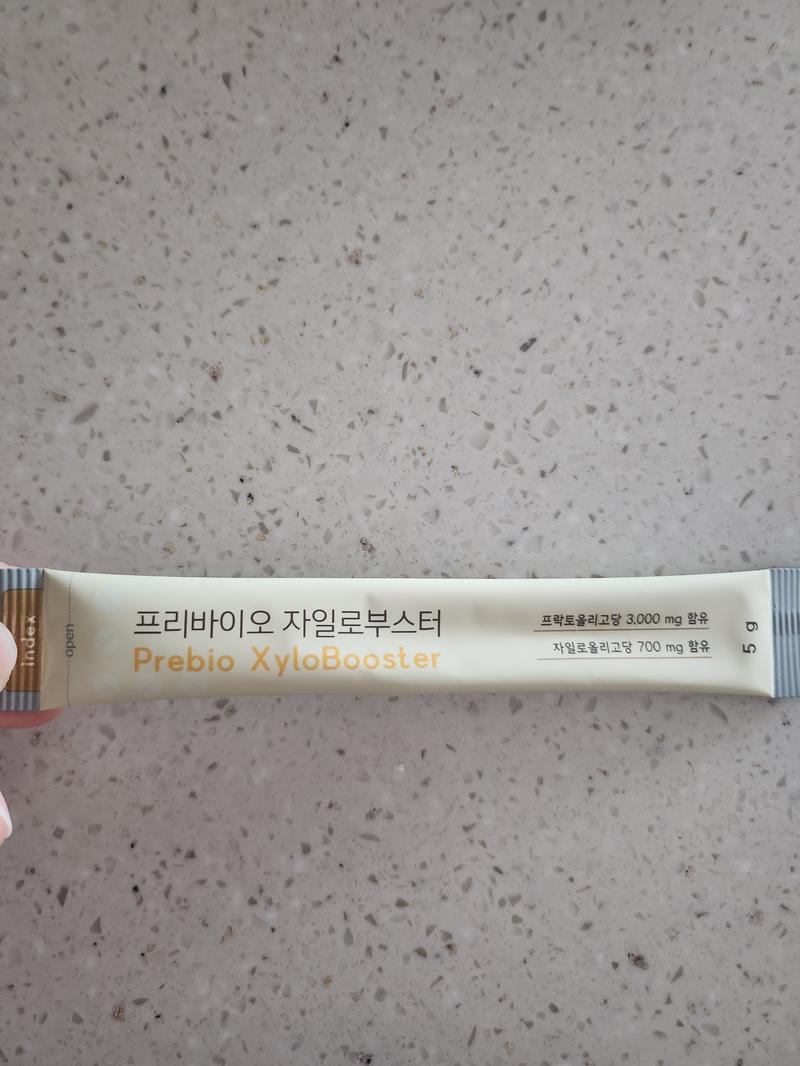 index
open
프리바이오 자일로부스터
Prebio XyloBooster
프락토올리고당 3,000 mg 함유
자일로올리고당 700 mg 함유
5 g